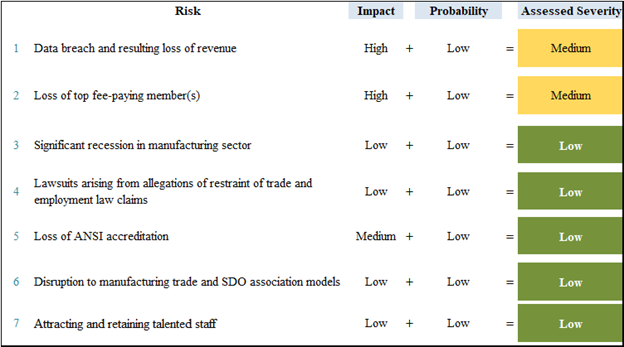 Risk Impact Probability Assessed Severity
1 Data breach and resulting loss of revenue High + Low = Medium
2 Loss of top fee-paying member(s) High + Low = Medium
3 Significant recession in manufacturing sector Low + Low = Low
4 Lawsuits arising from allegations of restraint of trade and
employment law claims Low + Low = Low
5 Loss of ANSI accreditation Medium + Low = Low
6 Disruption to manufacturing trade and SDO association models Low + Low = Low
7 Attracting and retaining talented staff Low + Low = Low